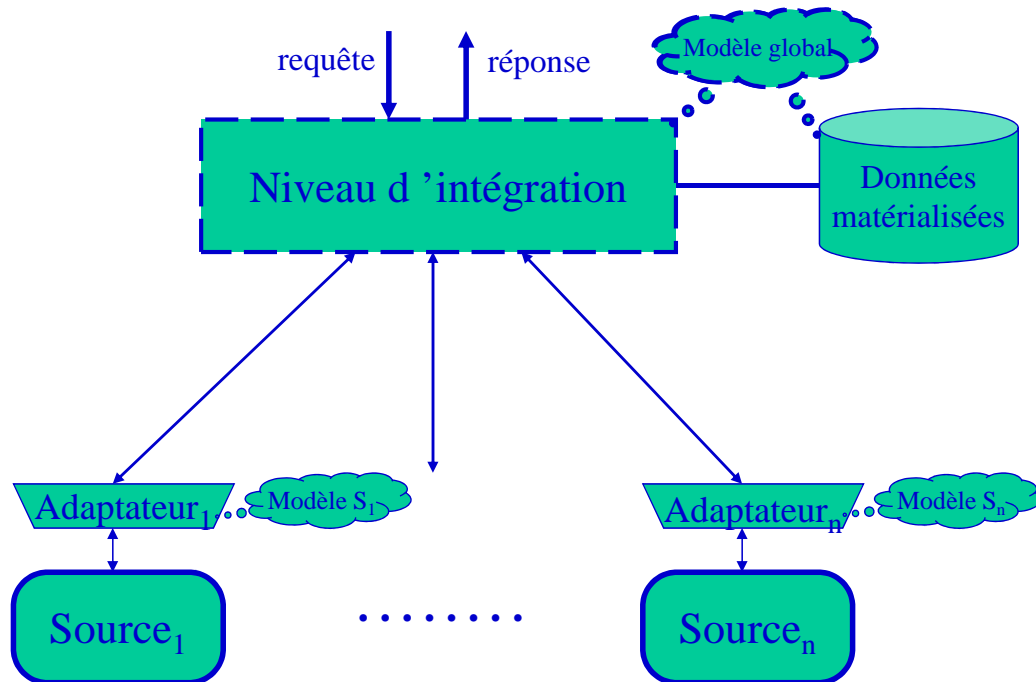 requête
réponse
Modèle global
Niveau d ’intégration
Données
matérialisées
Adaptateur₁
Modèle S₁
Adaptateurₙ
Modèle Sₙ
Source₁
. . . . . . . .
Sourceₙ